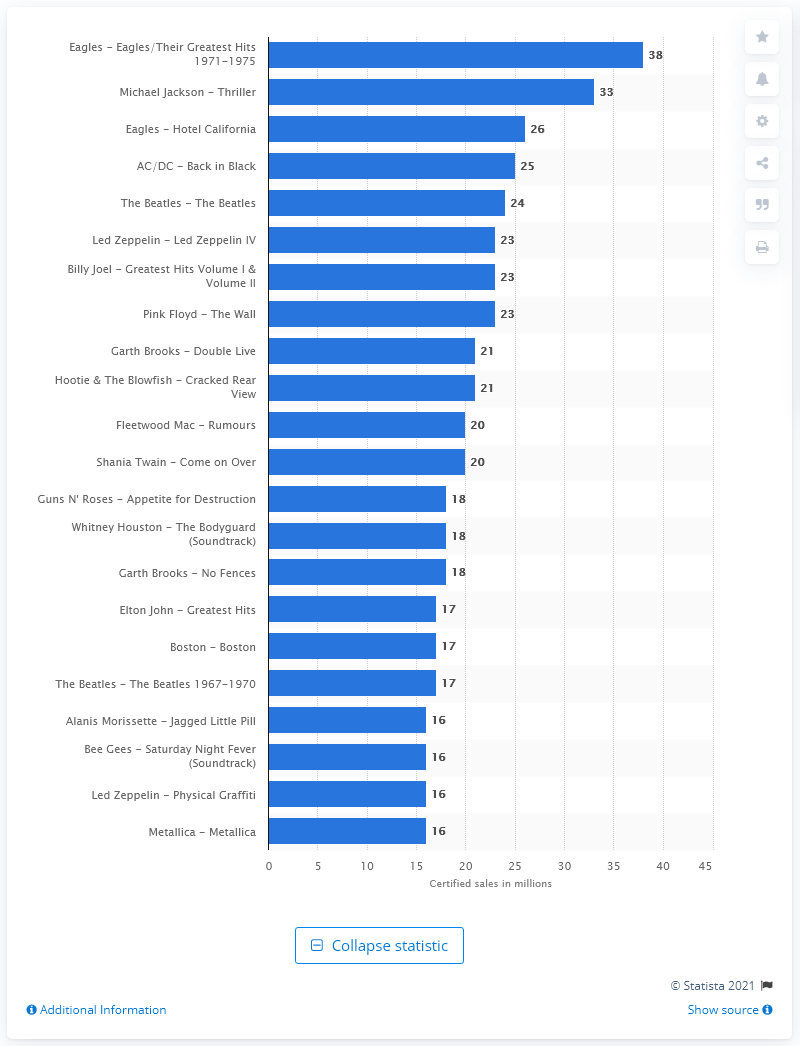 Eagles - Eagles/Their Greatest Hits
1971-1975
38
Michael Jackson - Thriller
33
Eagles - Hotel California
26
AC/DC - Back in Black
25
The Beatles - The Beatles
24
Led Zeppelin - Led Zeppelin IV
23
Billy Joel - Greatest Hits Volume I &
Volume II
23
Pink Floyd - The Wall
23
Garth Brooks - Double Live
21
Hootie & The Blowfish - Cracked Rear
View
21
Fleetwood Mac - Rumours
20
Shania Twain - Come on Over
20
Guns N' Roses - Appetite for Destruction
18
Whitney Houston - The Bodyguard
(Soundtrack)
18
Garth Brooks - No Fences
18
Elton John - Greatest Hits
17
Boston - Boston
17
The Beatles - The Beatles 1967-1970
17
Alanis Morissette - Jagged Little Pill
16
Bee Gees - Saturday Night Fever
(Soundtrack)
16
Led Zeppelin - Physical Graffiti
16
Metallica - Metallica
16
0 5 10 15 20 25 30 35 40 45
Certified sales in millions
Collapse statistic
© Statista 2021
Additional Information
Show source